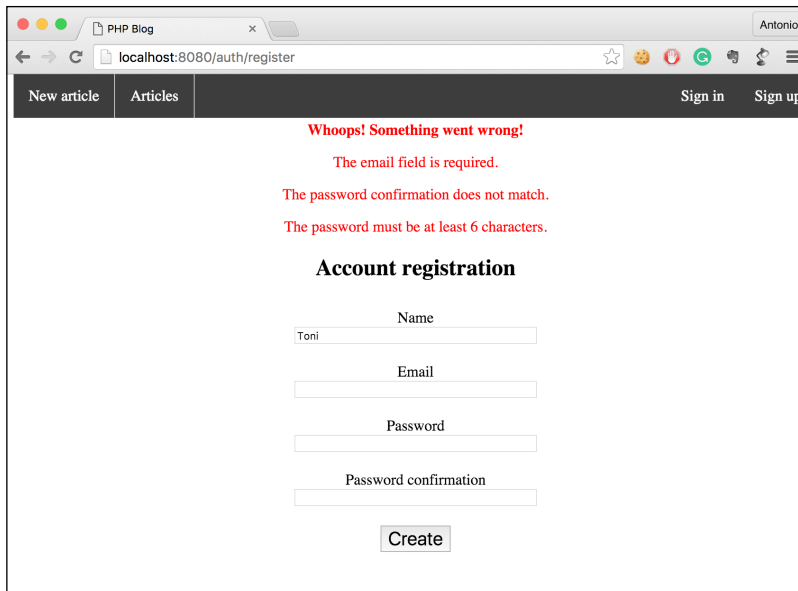 PHP Blog
Antonio
localhost:8080/auth/register
New article
Articles
Sign in
Sign up
Whoops! Something went wrong!
The email field is required.
The password confirmation does not match.
The password must be at least 6 characters.
Account registration
Name
Toni
Email
Password
Password confirmation
Create